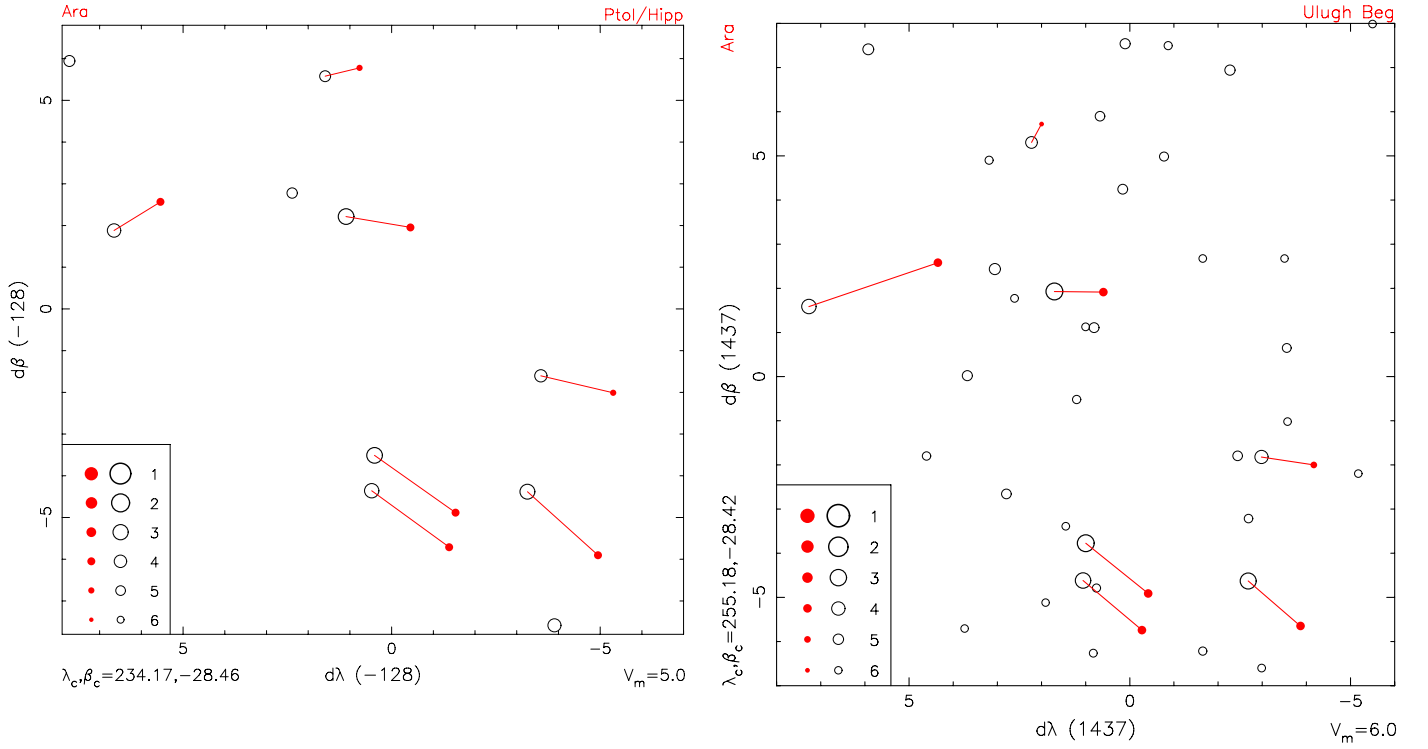 Ara
Ptol/Hipp
5
0
-5
dβ (-128)
1
2
3
4
5
6
5
0
-5
λc,βc=234.17,-28.46
dλ (-128)
Vm=5.0
Ulugh Beg
Ara
5
0
-5
dβ (1437)
λc,βc=255.18,-28.42
1
2
3
4
5
6
5
0
-5
dλ (1437)
Vm=6.0